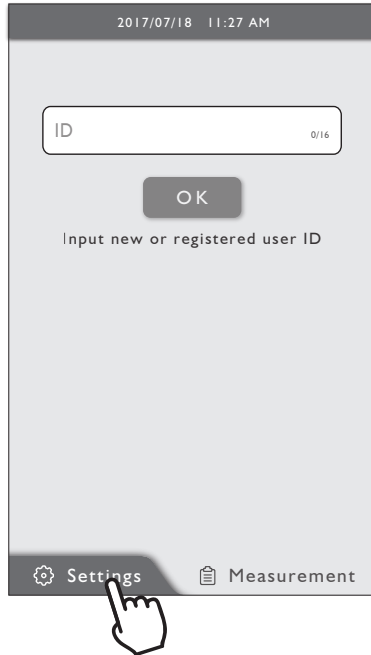 2017/07/18 11:27 AM
ID 0/16
OK
Input new or registered user ID
Settings Measurement